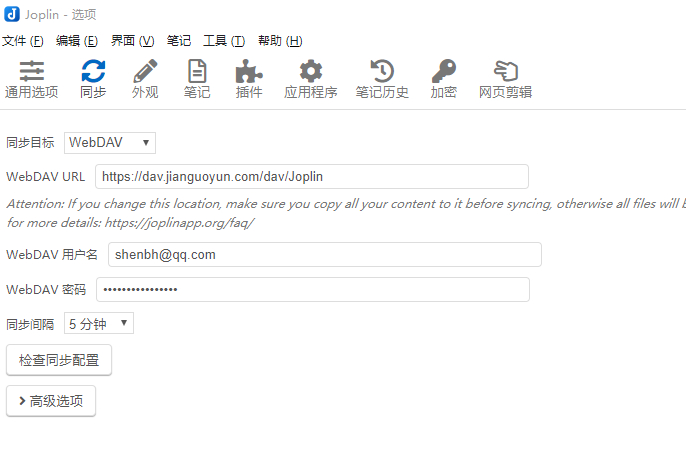 Joplin - 选项
文件 (F) 编辑 (E) 界面 (V) 笔记 工具 (T) 帮助 (H)
通用选项 同步 外观 笔记 插件 应用程序 笔记历史 加密 网页剪辑
同步目标 WebDAV
WebDAV URL https://dav.jianguoyun.com/dav/Joplin
Attention: If you change this location, make sure you copy all your content to it before syncing, otherwise all files will b
for more details: https://joplinapp.org/faq/
WebDAV 用户名 shenbh@qq.com
WebDAV 密码 ••••••••••••••••
同步间隔 5 分钟
检查同步配置
高级选项